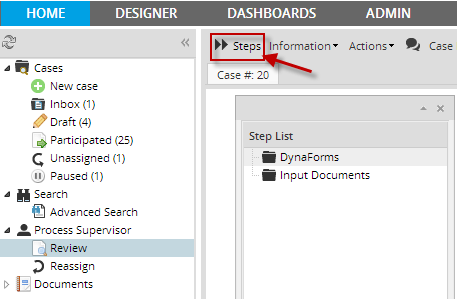 HOME DESIGNER DASHBOARDS ADMIN
Steps Information Actions Case
Case #: 20
Cases
New case
Inbox (1)
Draft (4)
Participated (25)
Unassigned (1)
Paused (1)
Search
Advanced Search
Process Supervisor
Review
Reassign
Documents
Step List
DynaForms
Input Documents